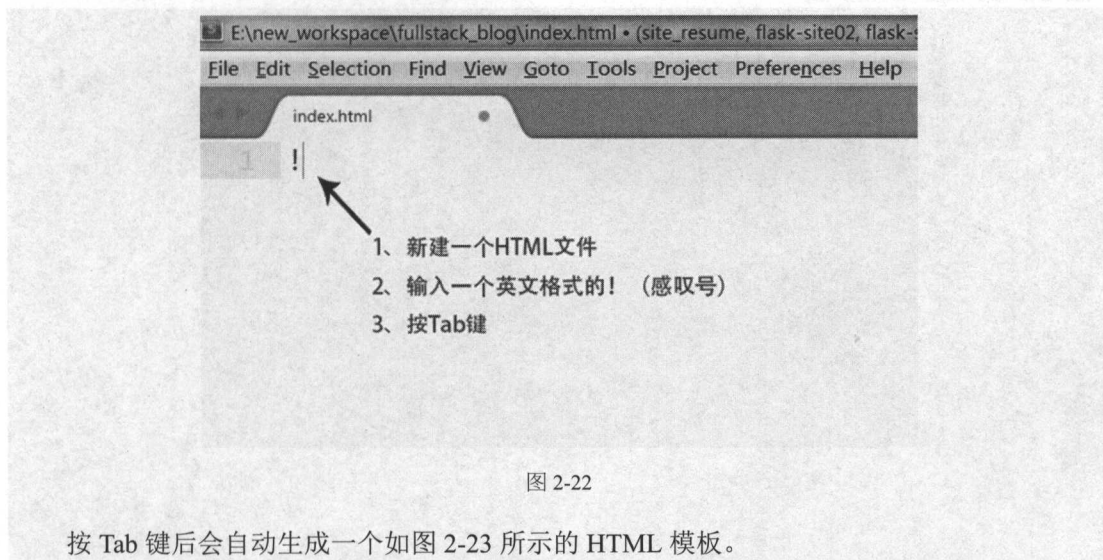 E:\new_workspace\fullstack_blog\index.html • (site_resume, flask-site02, flask-s
File Edit Selection Find View Goto Tools Project Preferences Help
index.html
1 !
1、新建一个HTML文件
2、输入一个英文格式的！（感叹号）
3、按Tab键
图 2-22
按 Tab 键后会自动生成一个如图 2-23 所示的 HTML 模板。